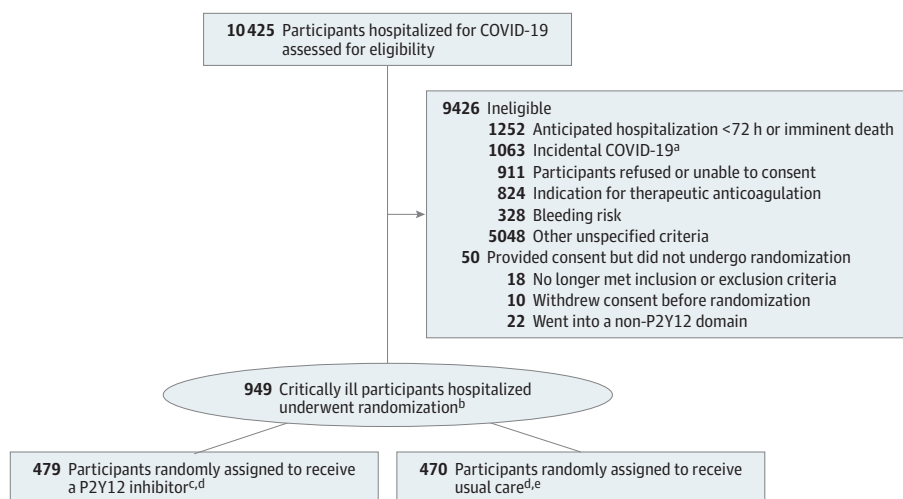 10 425 Participants hospitalized for COVID-19
assessed for eligibility
9426 Ineligible
1252 Anticipated hospitalization <72 h or imminent death
1063 Incidental COVID-19a
911 Participants refused or unable to consent
824 Indication for therapeutic anticoagulation
328 Bleeding risk
5048 Other unspecified criteria
50 Provided consent but did not undergo randomization
18 No longer met inclusion or exclusion criteria
10 Withdrew consent before randomization
22 Went into a non-P2Y12 domain
949 Critically ill participants hospitalized
underwent randomizationb
479 Participants randomly assigned to receive
a P2Y12 inhibitorc,d
470 Participants randomly assigned to receive
usual cared,e